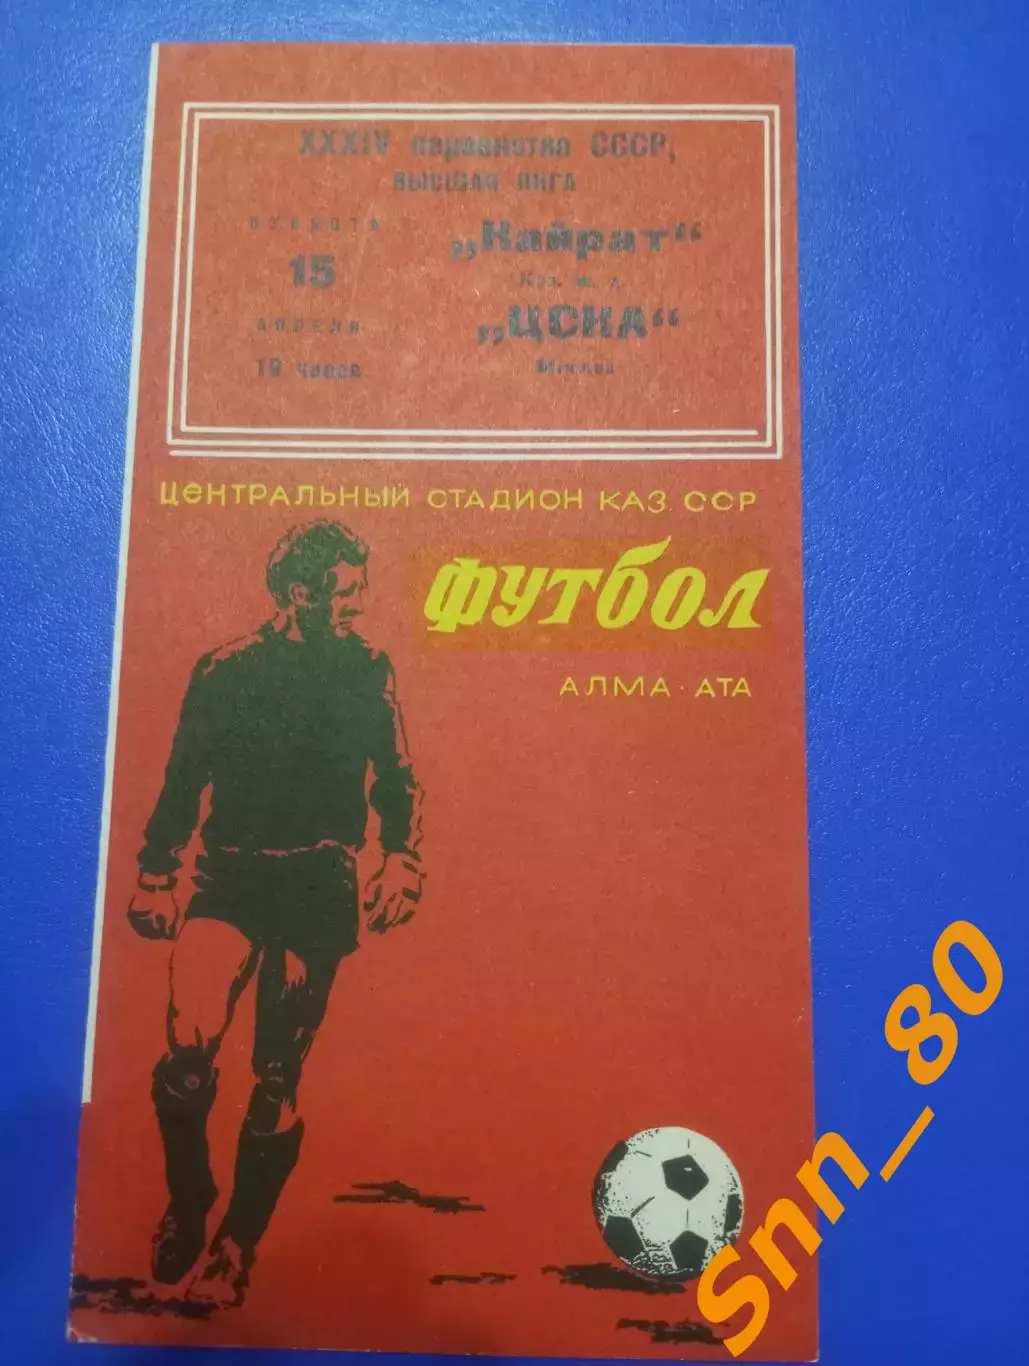 XXXIV первенство СССР,
ВЫСШАЯ ЛИГА
СУББОТА
15
АПРЕЛЯ
19 часов
„Кайрат“
Каз. ж. д.
„ЦСКА“
Москва
ЦЕНТРАЛЬНЫЙ СТАДИОН КАЗ. ССР
ФУТБОЛ
АЛМА-АТА
snn_80